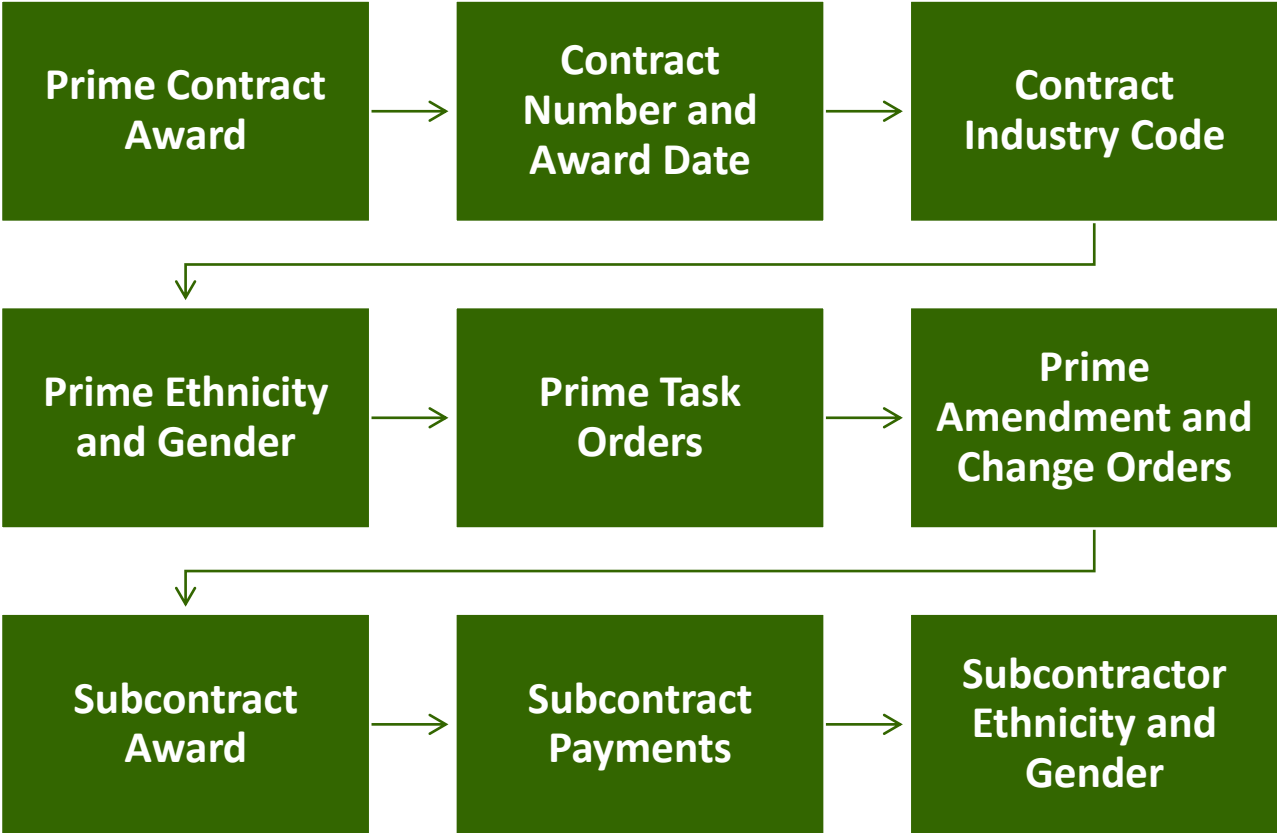 Prime Contract
Award
Contract
Number and
Award Date
Contract
Industry Code
Prime Ethnicity
and Gender
Prime Task
Orders
Prime
Amendment and
Change Orders
Subcontract
Award
Subcontract
Payments
Subcontractor
Ethnicity and
Gender